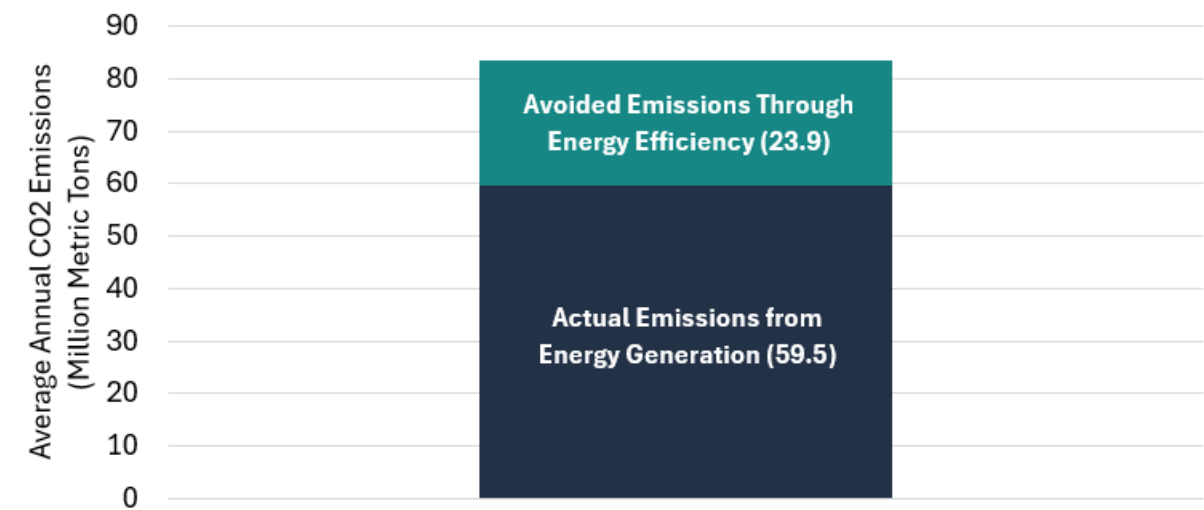 90
80
70
60
50
40
30
20
10
0
Average Annual CO2 Emissions
(Million Metric Tons)
Avoided Emissions Through
Energy Efficiency (23.9)
Actual Emissions from
Energy Generation (59.5)